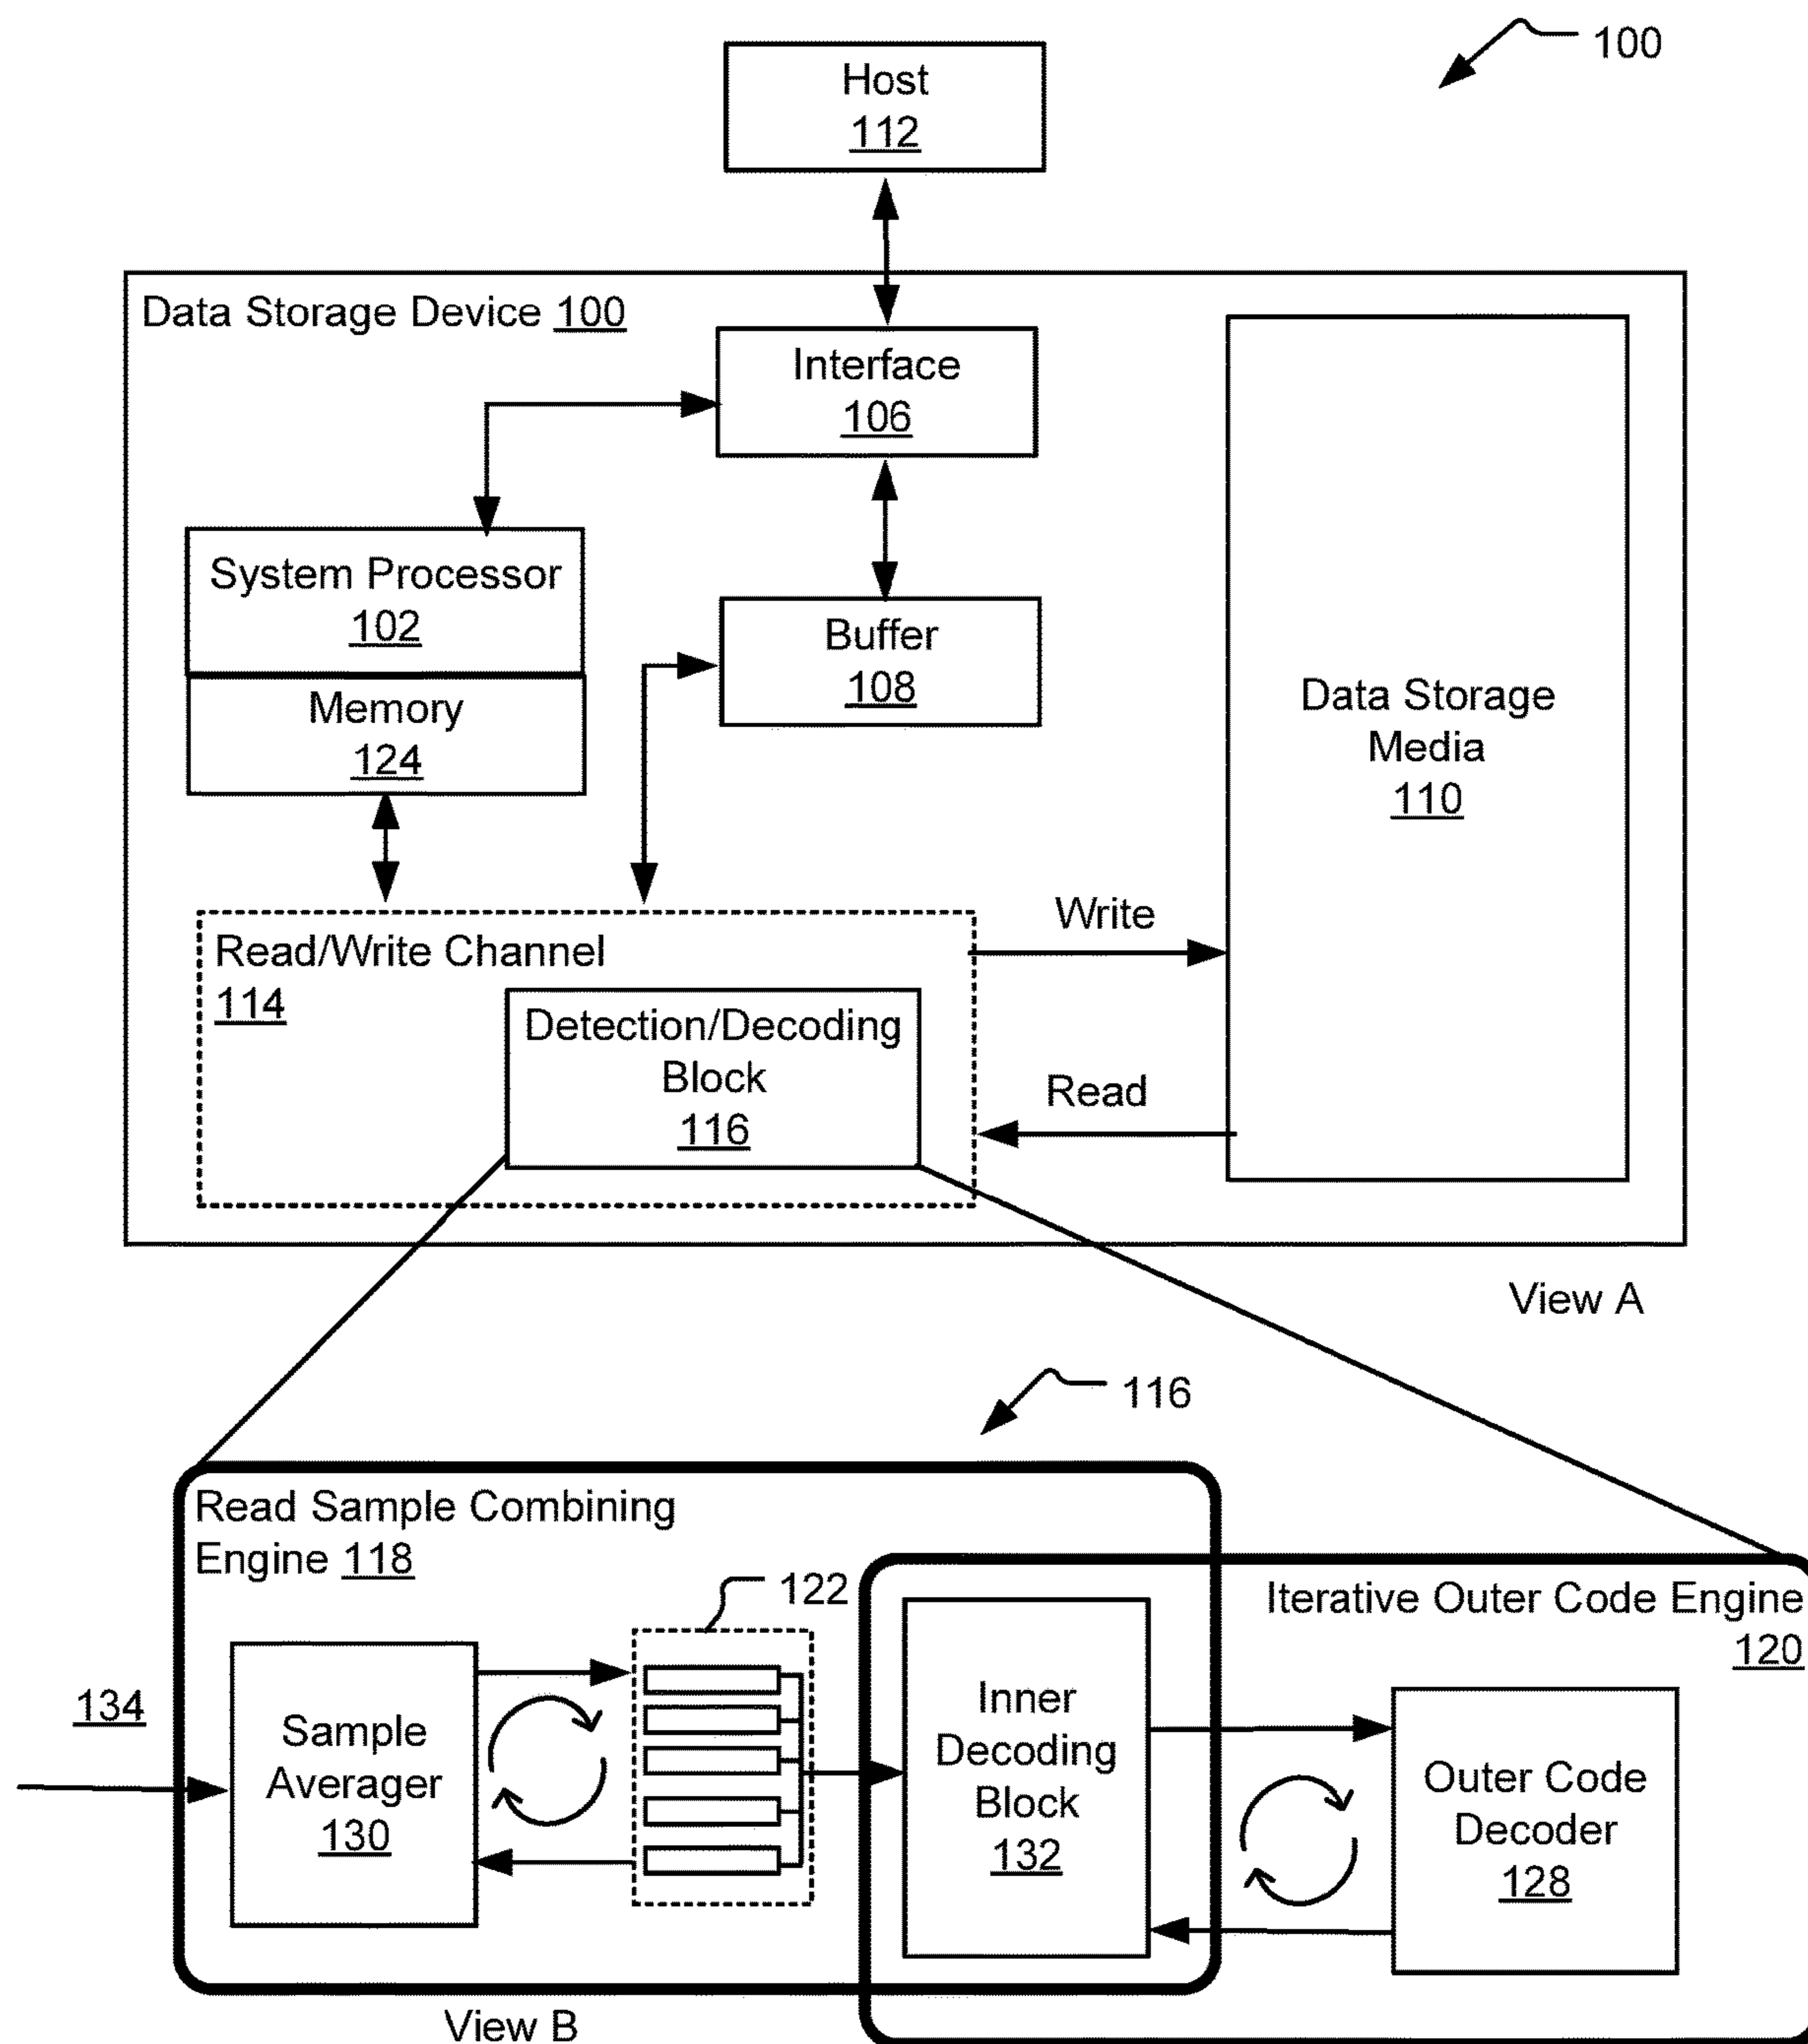 100
Host
112
Data Storage Device 100
Interface
106
System Processor
102
Buffer
108
Memory
124
Data Storage
Media
110
Write
Read/Write Channel
114
Detection/Decoding
Block
116
Read
View A
116
Read Sample Combining
Engine 118
122
Iterative Outer Code Engine
120
134
Sample
Averager
130
Inner
Decoding
Block
132
Outer Code
Decoder
128
View B